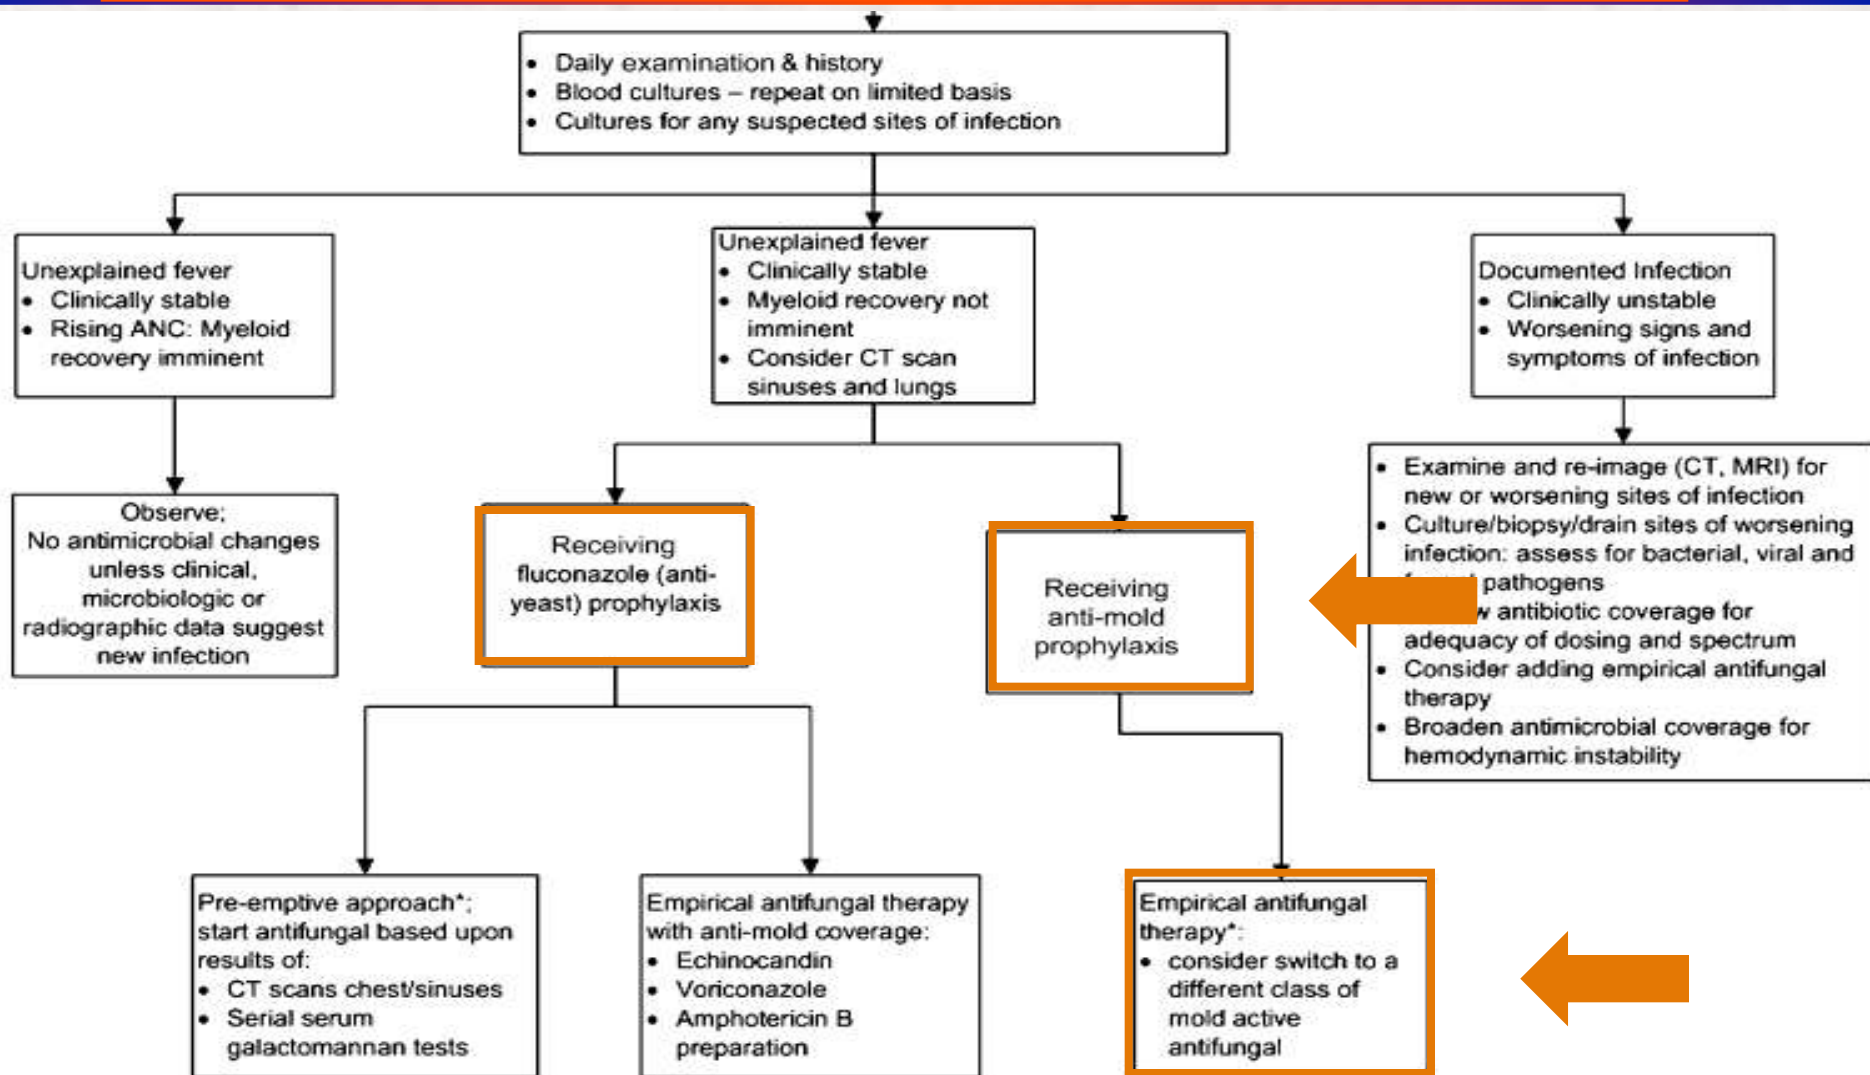 • Daily examination & history
• Blood cultures – repeat on limited basis
• Cultures for any suspected sites of infection
Unexplained fever
• Clinically stable
• Rising ANC: Myeloid
recovery imminent
Unexplained fever
• Clinically stable
• Myeloid recovery not
imminent
• Consider CT scan
sinuses and lungs
Documented Infection
• Clinically unstable
• Worsening signs and
symptoms of infection
Observe;
No antimicrobial changes
unless clinical,
microbiologic or
radiographic data suggest
new infection
Receiving
fluconazole (anti-
yeast) prophylaxis
Receiving
anti-mold
prophylaxis
• Examine and re-image (CT, MRI) for
new or worsening sites of infection
• Culture/biopsy/drain sites of worsening
infection: assess for bacterial, viral and
pathogens
antibiotic coverage for
adequacy of dosing and spectrum
• Consider adding empirical antifungal
therapy
• Broaden antimicrobial coverage for
hemodynamic instability
Pre-emptive approach*;
start antifungal based upon
results of:
• CT scans chest/sinuses
• Serial serum
galactomannan tests
Empirical antifungal therapy
with anti-mold coverage:
• Echinocandin
• Voriconazole
• Amphotericin B
preparation
Empirical antifungal
therapy*:
• consider switch to a
different class of
mold active
antifungal